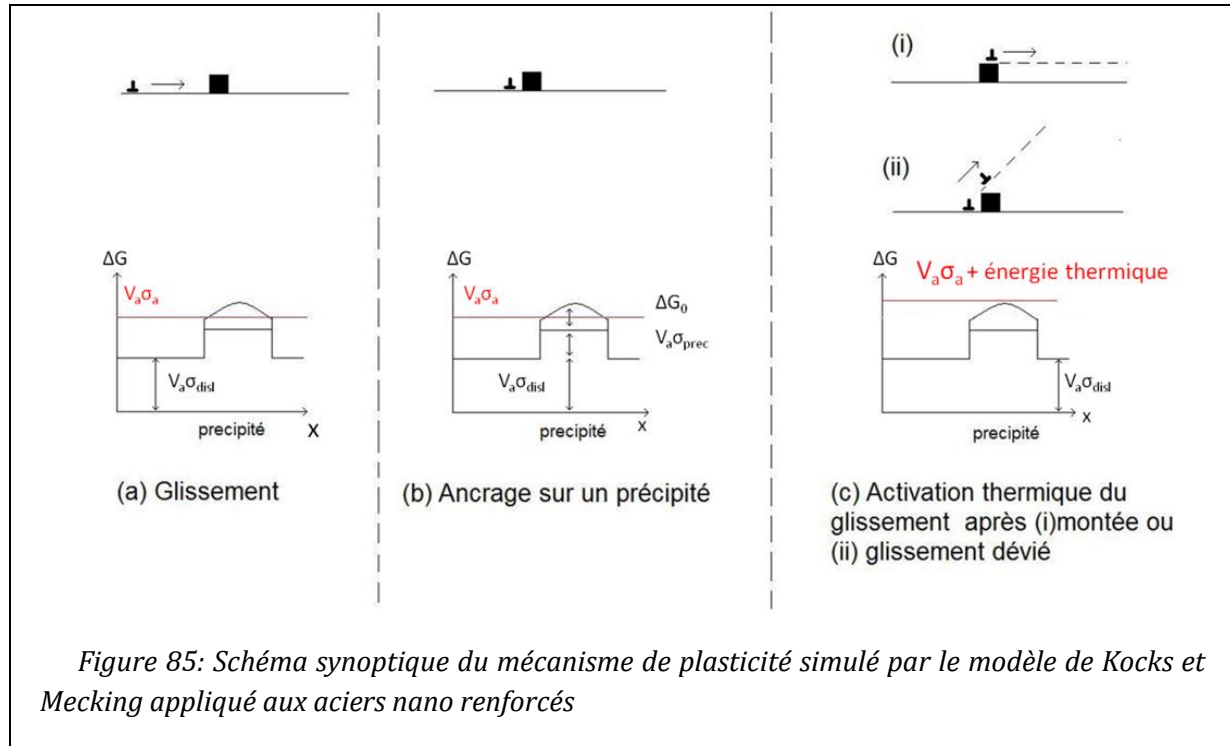 ΔG
Vₐσₐ
Vₐσdisl
precipité
X
(a) Glissement
ΔG
Vₐσₐ
ΔG₀
Vₐσprec
Vₐσdisl
precipité
x
(b) Ancrage sur un précipité
(i)
(ii)
ΔG
Vₐσₐ + énergie thermique
Vₐσdisl
x
precipité
(c) Activation thermique du
glissement après (i)montée ou
(ii) glissement dévié
Figure 85: Schéma synoptique du mécanisme de plasticité simulé par le modèle de Kocks et
Mecking appliqué aux aciers nano renforcés